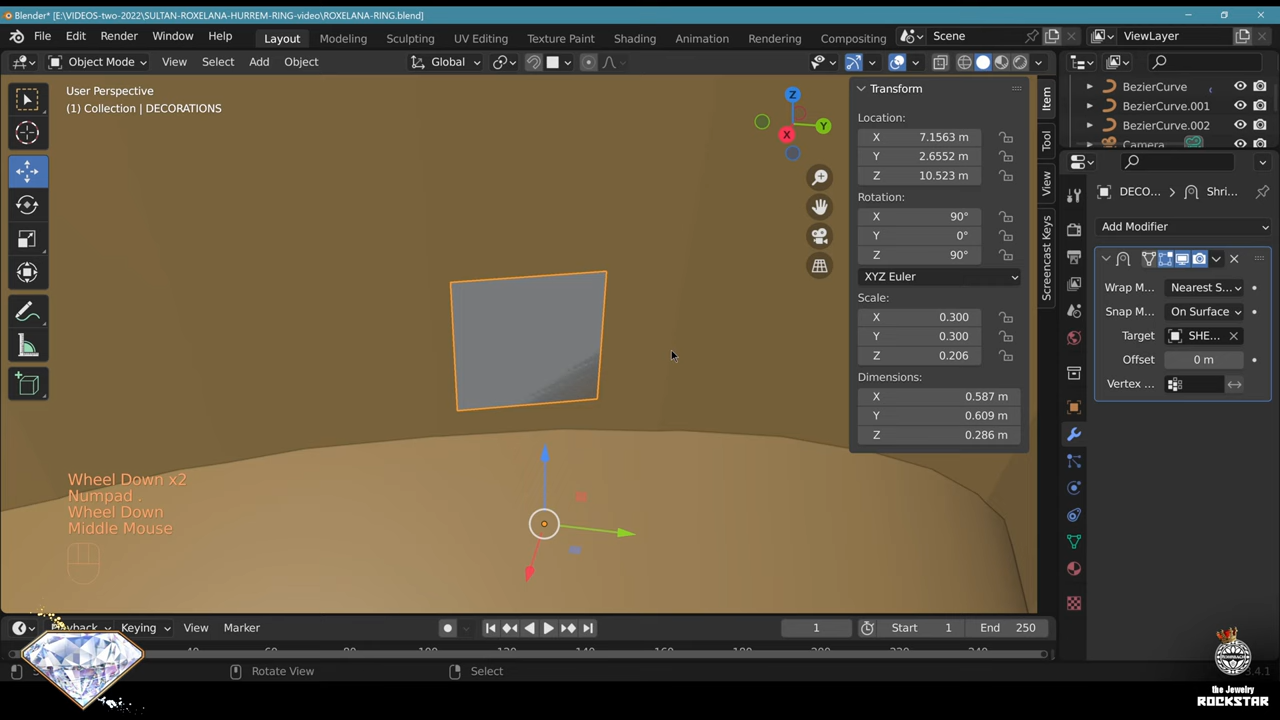 Blender* [E:\VIDEOS-two-2022\SULTAN-ROXELANA-HURREM-RING-video\ROXELANA-RING.blend]
File Edit Render Window Help
Layout Modeling Sculpting UV Editing Texture Paint Shading Animation Rendering Compositing
Scene
ViewLayer
Object Mode View Select Add Object
Global
User Perspective
(1) Collection | DECORATIONS
Z
Y
X
Transform
Location:
X 7.1563 m
Y 2.6552 m
Z 10.523 m
Rotation:
X 90°
Y 0°
Z 90°
XYZ Euler
Scale:
X 0.300
Y 0.300
Z 0.206
Dimensions:
X 0.587 m
Y 0.609 m
Z 0.286 m
Item
Tool
View
Screencast Keys
BezierCurve
BezierCurve.001
BezierCurve.002
Camera
DECO... Shri...
Add Modifier
Wrap M... Nearest S...
Snap M... On Surface
Target SHE...
Offset 0 m
Vertex ...
Wheel Down x2
Numpad .
Wheel Down
Middle Mouse
Playback Keying View Marker
1
Start 1
End 250
40
120
140
160
Rotate View
Select
the Jewelry
ROCKSTAR